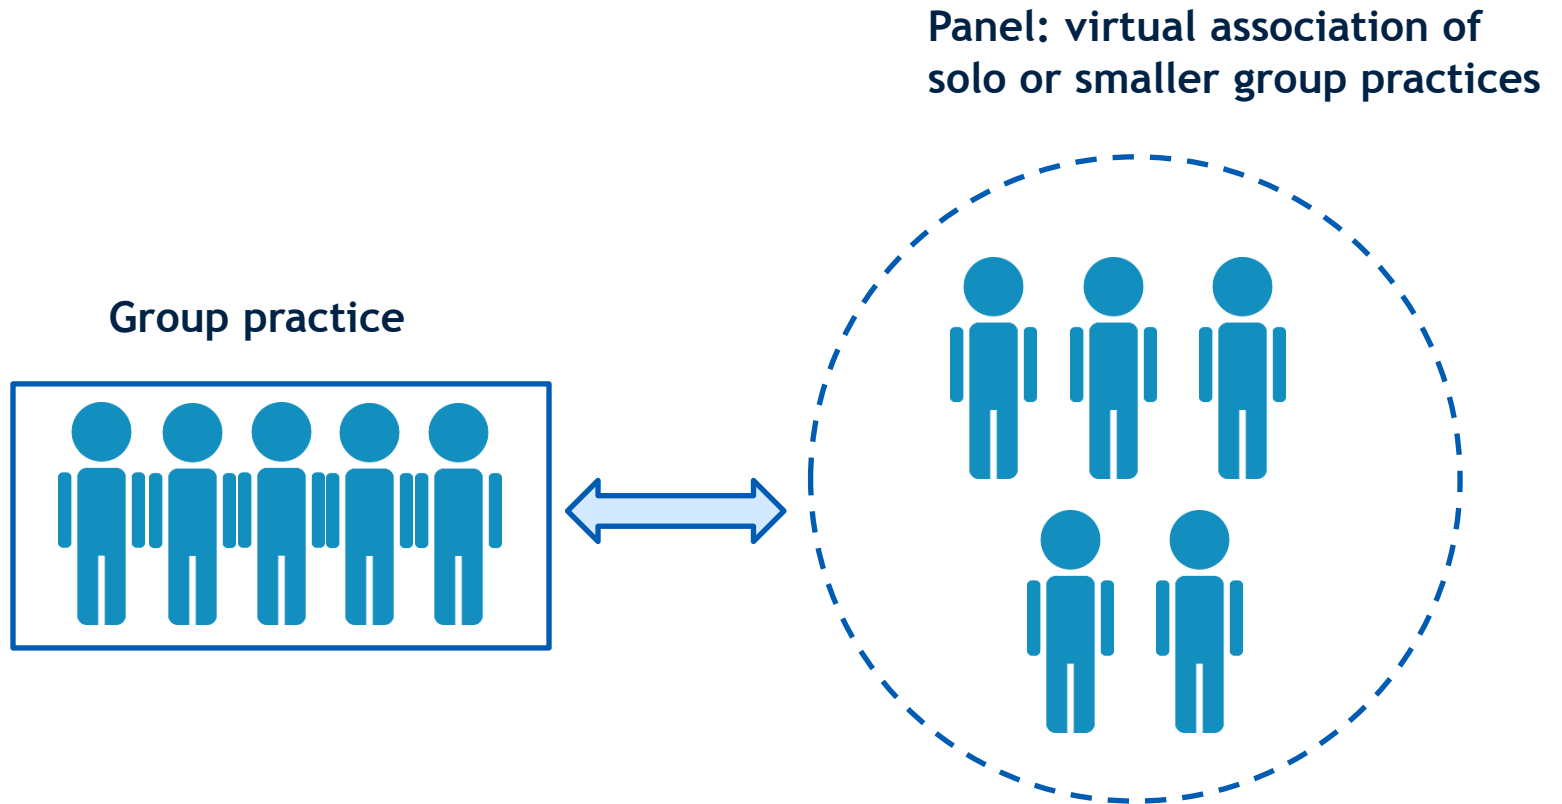 Panel: virtual association of
solo or smaller group practices
Group practice